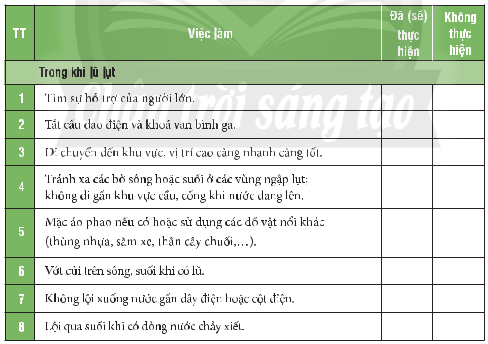 TT
Việc làm
Đã (sẽ)
thực
hiện
Không
thực
hiện
Trong khi lũ lụt
1 Tìm sự hỗ trợ của người lớn.
2 Tắt cầu dao điện và khoá van bình ga.
3 Di chuyển đến khu vực, vị trí cao càng nhanh càng tốt.
4 Tránh xa các bờ sông hoặc suối ở các vùng ngập lụt;
không đi gần khu vực cầu, cống khi nước dâng lên.
5 Mặc áo phao nếu có hoặc sử dụng các đồ vật nổi khác
(thùng nhựa, săm xe, thân cây chuối,…).
6 Vớt củi trên sông, suối khi có lũ.
7 Không lội xuống nước gần dây điện hoặc cột điện.
8 Lội qua suối khi có dòng nước chảy xiết.
Chân trời sáng tạo